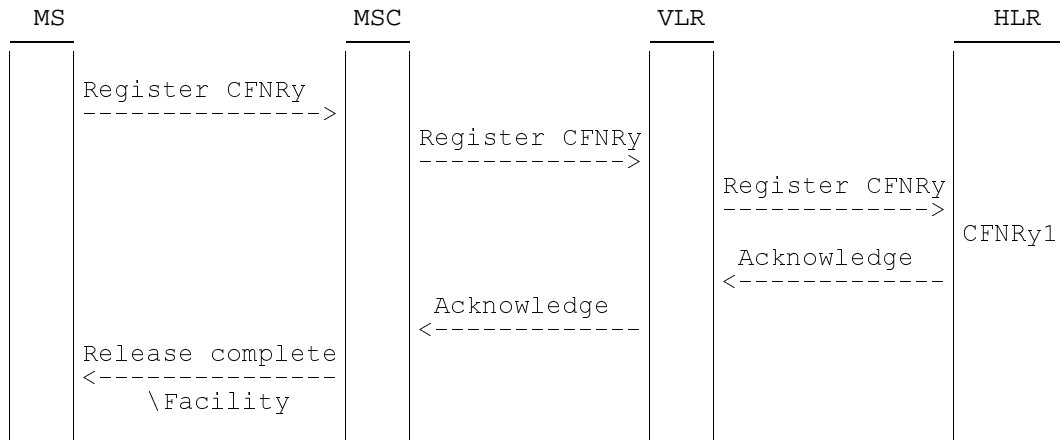 MS MSC VLR HLR
Register CFNRy
--------------->
Register CFNRy
------------->
Register CFNRy
------------->
CFNRy1
Acknowledge
<-------------
Acknowledge
<-------------
Release complete
<---------------
\Facility